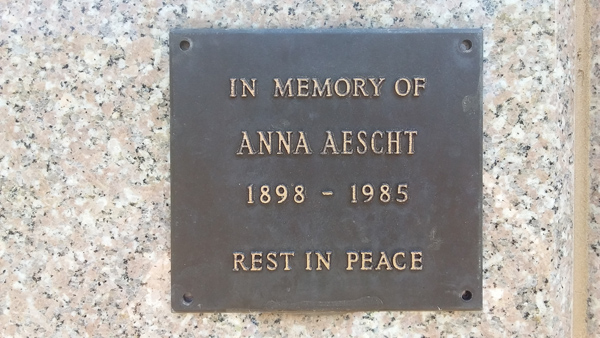 IN MEMORY OF
ANNA AESCHT
1898 - 1985
REST IN PEACE